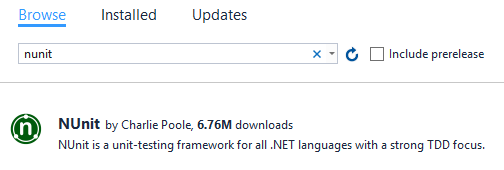 Browse Installed Updates
nunit
Include prerelease
n
NUnit by Charlie Poole, 6.76M downloads
NUnit is a unit-testing framework for all .NET languages with a strong TDD focus.